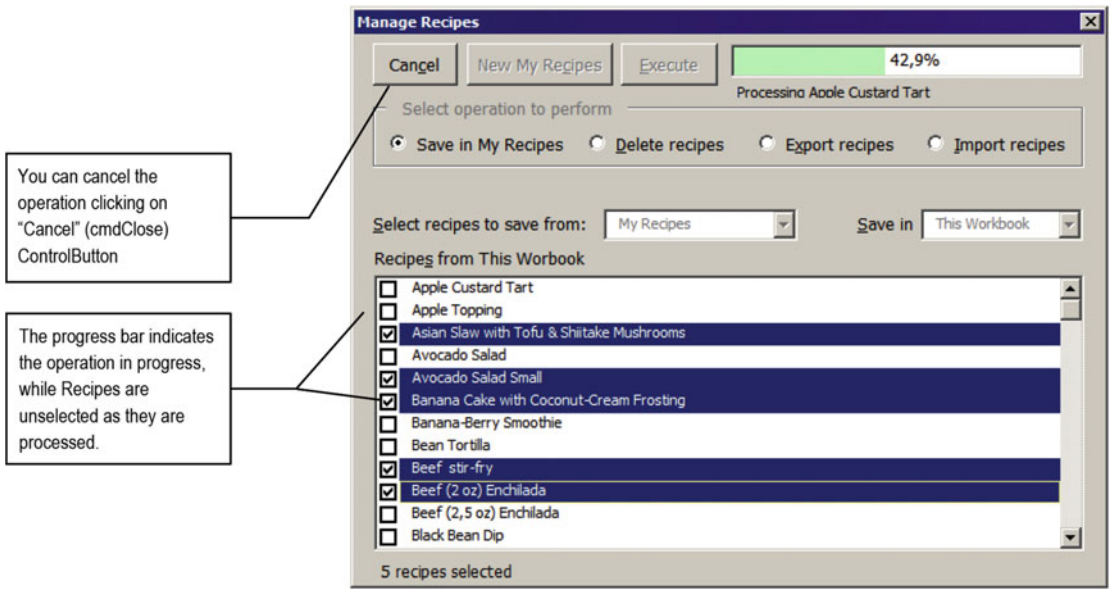 Manage Recipes
Cancel
New My Recipes
Execute
42,9%
Processing Apple Custard Tart
Select operation to perform
Save in My Recipes
Delete recipes
Export recipes
Import recipes
You can cancel the
operation clicking on
“Cancel” (cmdClose)
ControlButton
Select recipes to save from:
My Recipes
Save in
This Workbook
Recipes from This Worbook
Apple Custard Tart
Apple Topping
Asian Slaw with Tofu & Shiitake Mushrooms
Avocado Salad
Avocado Salad Small
Banana Cake with Coconut-Cream Frosting
Banana-Berry Smoothie
Bean Tortilla
Beef stir-fry
Beef (2 oz) Enchilada
Beef (2,5 oz) Enchilada
Black Bean Dip
The progress bar indicates
the operation in progress,
while Recipes are
unselected as they are
processed.
5 recipes selected